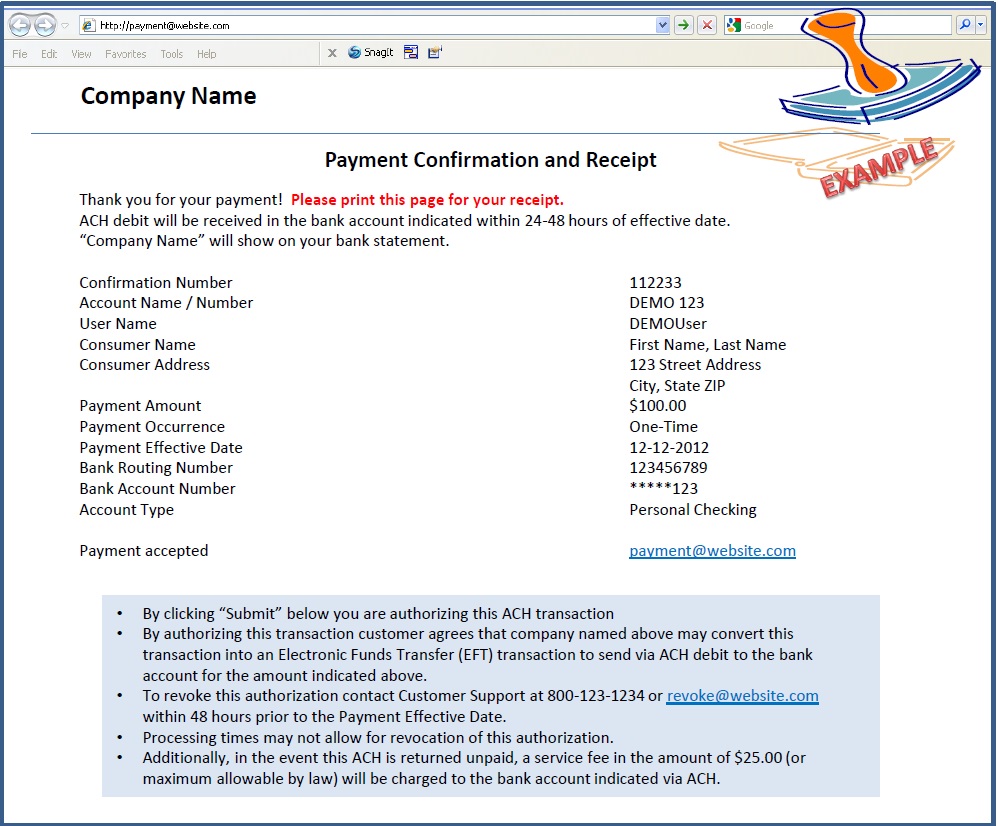 http://payment@website.com
Google
File Edit View Favorites Tools Help
X SnagIt
Company Name
EXAMPLE
Payment Confirmation and Receipt
Thank you for your payment! Please print this page for your receipt.
ACH debit will be received in the bank account indicated within 24-48 hours of effective date.
“Company Name” will show on your bank statement.
Confirmation Number 112233
Account Name / Number DEMO 123
User Name DEMOUser
Consumer Name First Name, Last Name
Consumer Address 123 Street Address
City, State ZIP
Payment Amount $100.00
Payment Occurrence One-Time
Payment Effective Date 12-12-2012
Bank Routing Number 123456789
Bank Account Number *****123
Account Type Personal Checking
Payment accepted payment@website.com
• By clicking “Submit” below you are authorizing this ACH transaction
• By authorizing this transaction customer agrees that company named above may convert this
transaction into an Electronic Funds Transfer (EFT) transaction to send via ACH debit to the bank
account for the amount indicated above.
• To revoke this authorization contact Customer Support at 800-123-1234 or revoke@website.com
within 48 hours prior to the Payment Effective Date.
• Processing times may not allow for revocation of this authorization.
• Additionally, in the event this ACH is returned unpaid, a service fee in the amount of $25.00 (or
maximum allowable by law) will be charged to the bank account indicated via ACH.